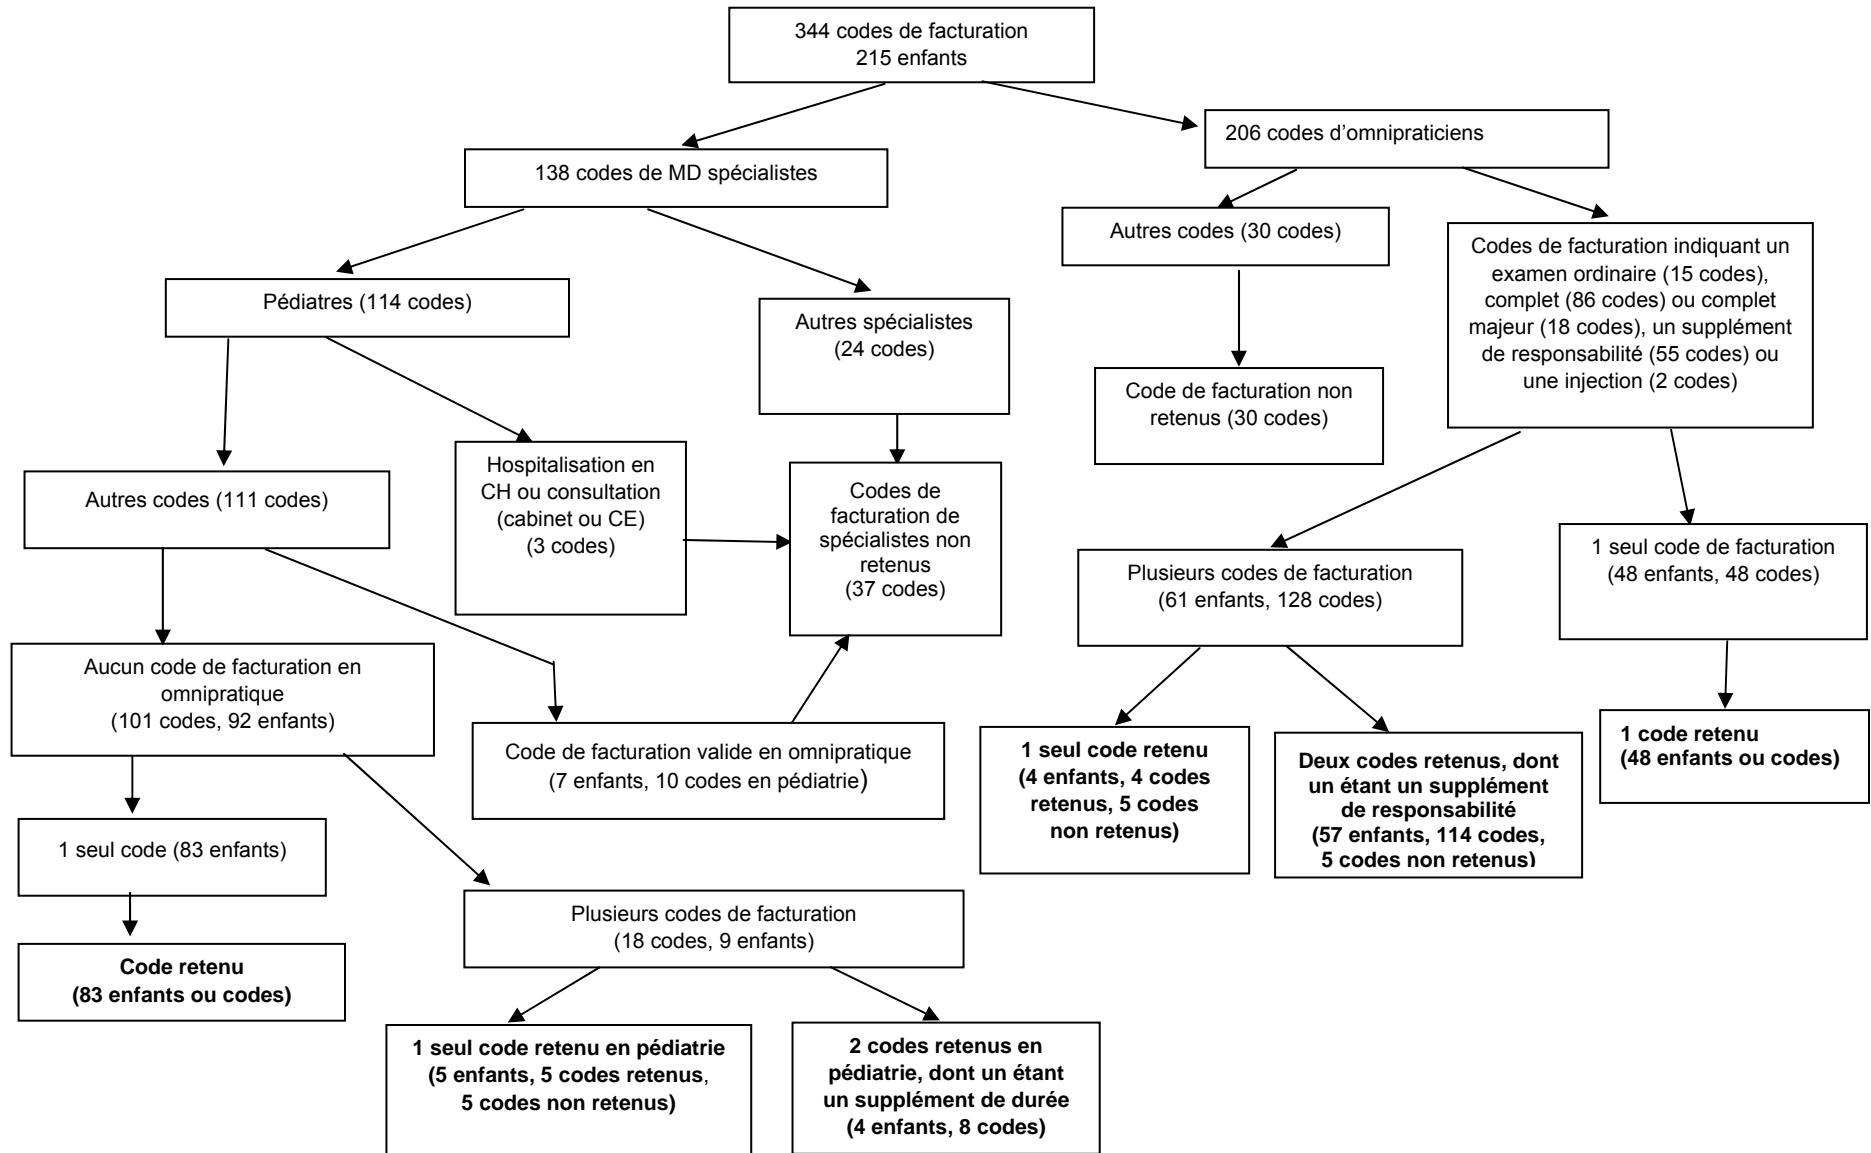 344 codes de facturation
215 enfants
206 codes d’omnipraticiens
138 codes de MD spécialistes
Autres codes (30 codes)
Codes de facturation indiquant un
examen ordinaire (15 codes),
complet (86 codes) ou complet
majeur (18 codes), un supplément
de responsabilité (55 codes) ou
une injection (2 codes)
Pédiatres (114 codes)
Autres spécialistes
(24 codes)
Code de facturation non
retenus (30 codes)
Autres codes (111 codes)
Hospitalisation en
CH ou consultation
(cabinet ou CE)
(3 codes)
Codes de
facturation de
spécialistes non
retenus
(37 codes)
Plusieurs codes de facturation
(61 enfants, 128 codes)
1 seul code de facturation
(48 enfants, 48 codes)
Aucun code de facturation en
omnipratique
(101 codes, 92 enfants)
Code de facturation valide en omnipratique
(7 enfants, 10 codes en pédiatrie)
1 seul code retenu
(4 enfants, 4 codes
retenus, 5 codes
non retenus)
Deux codes retenus, dont
un étant un supplément
de responsabilité
(57 enfants, 114 codes,
5 codes non retenus)
1 code retenu
(48 enfants ou codes)
1 seul code (83 enfants)
Plusieurs codes de facturation
(18 codes, 9 enfants)
Code retenu
(83 enfants ou codes)
1 seul code retenu en pédiatrie
(5 enfants, 5 codes retenus,
5 codes non retenus)
2 codes retenus en
pédiatrie, dont un étant
un supplément de durée
(4 enfants, 8 codes)